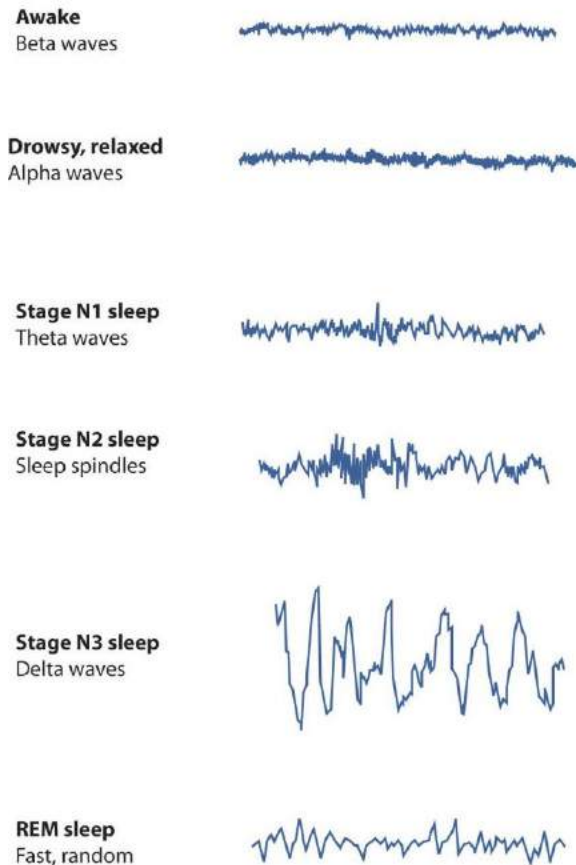 Awake
Beta waves
Drowsy, relaxed
Alpha waves
Stage N1 sleep
Theta waves
Stage N2 sleep
Sleep spindles
Stage N3 sleep
Delta waves
REM sleep
Fast, random